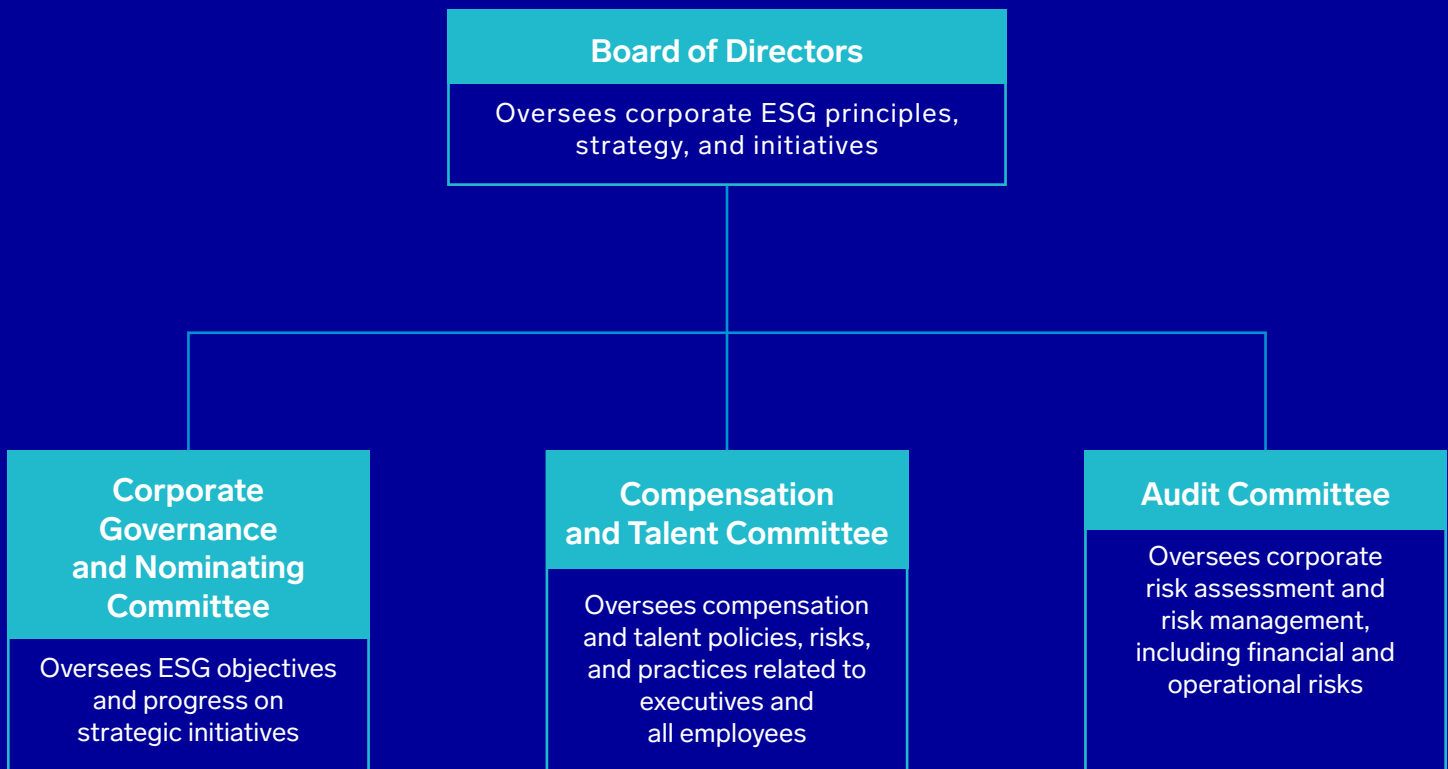 Board of Directors
Oversees corporate ESG principles,
strategy, and initiatives
Corporate
Governance
and Nominating
Committee
Oversees ESG objectives
and progress on
strategic initiatives
Compensation
and Talent Committee
Oversees compensation
and talent policies, risks,
and practices related to
executives and
all employees
Audit Committee
Oversees corporate
risk assessment and
risk management,
including financial and
operational risks